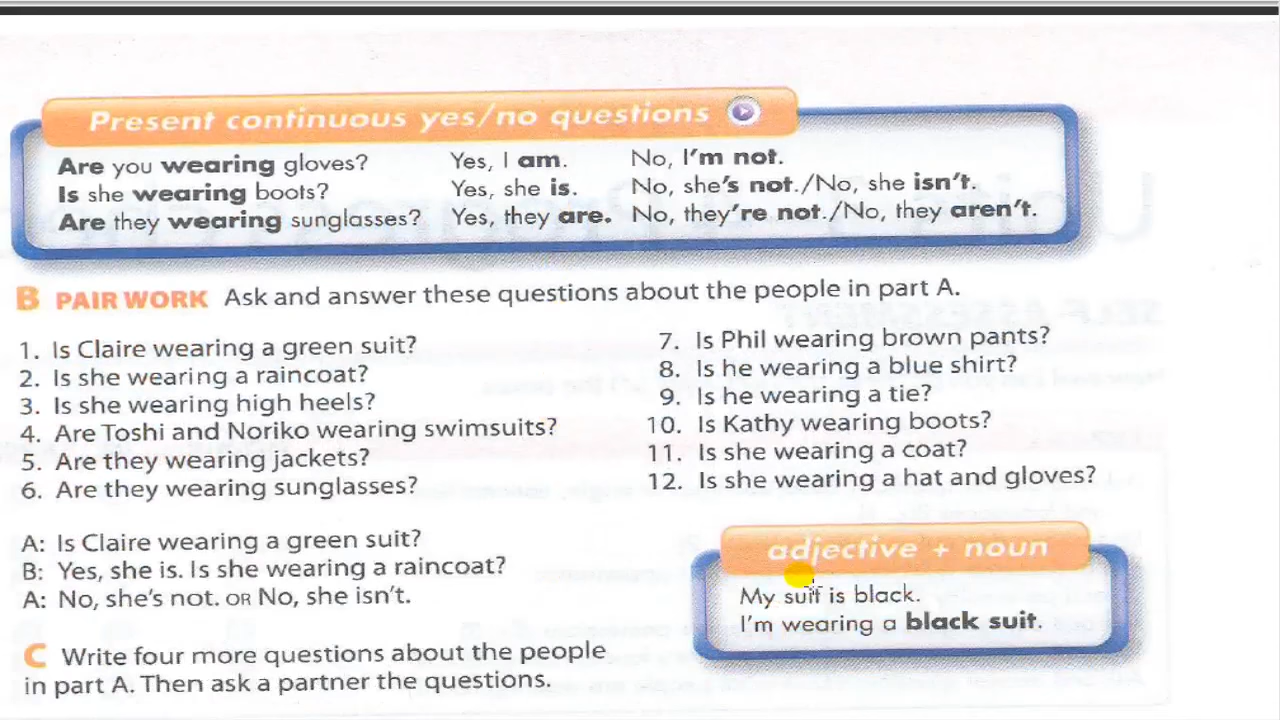 Present continuous yes/no questions
Are you wearing gloves? Yes, I am. No, I'm not.
Is she wearing boots? Yes, she is. No, she's not./No, she isn't.
Are they wearing sunglasses? Yes, they are. No, they're not./No, they aren't.
B PAIR WORK Ask and answer these questions about the people in part A.
1. Is Claire wearing a green suit?
2. Is she wearing a raincoat?
3. Is she wearing high heels?
4. Are Toshi and Noriko wearing swimsuits?
5. Are they wearing jackets?
6. Are they wearing sunglasses?
7. Is Phil wearing brown pants?
8. Is he wearing a blue shirt?
9. Is he wearing a tie?
10. Is Kathy wearing boots?
11. Is she wearing a coat?
12. Is she wearing a hat and gloves?
A: Is Claire wearing a green suit?
B: Yes, she is. Is she wearing a raincoat?
A: No, she's not. OR No, she isn't.
adjective + noun
My suit is black.
I'm wearing a black suit.
C Write four more questions about the people
in part A. Then ask a partner the questions.